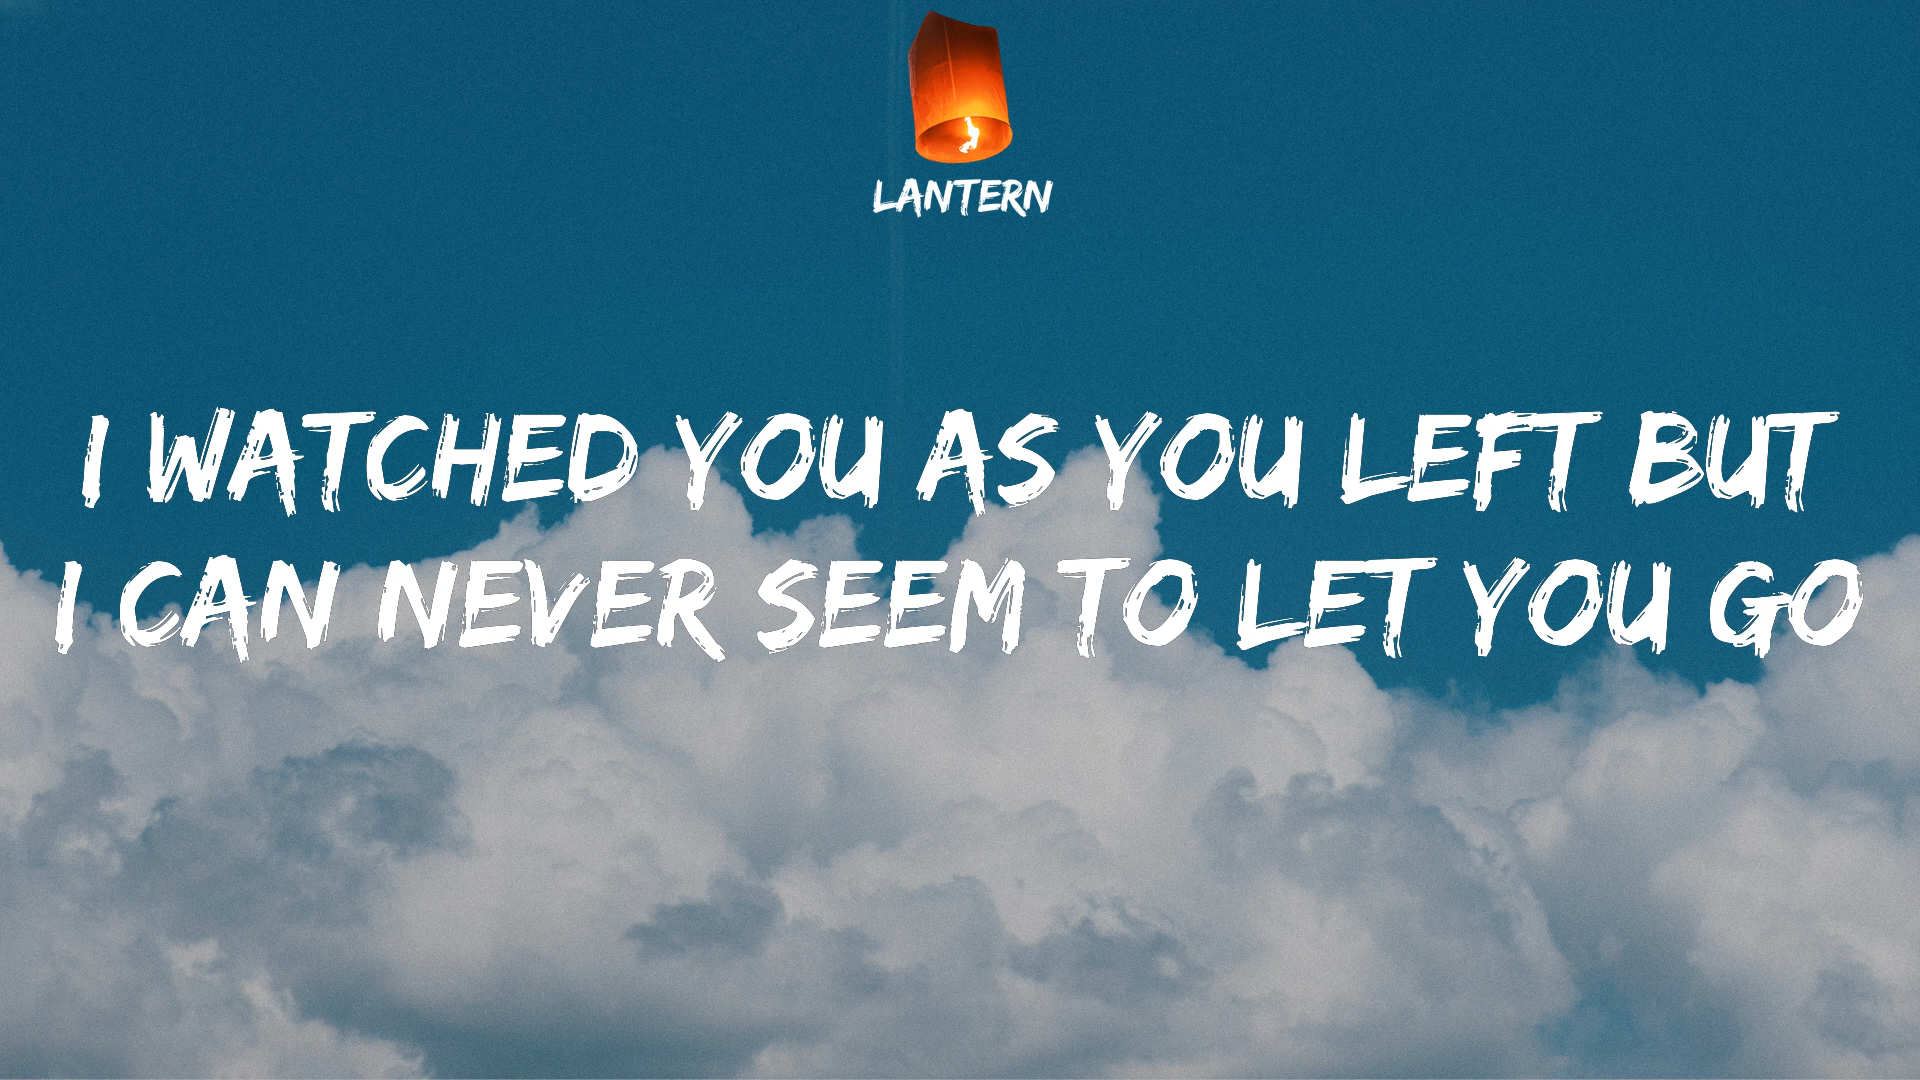 LANTERN
I WATCHED YOU AS YOU LEFT BUT
I CAN NEVER SEEM TO LET YOU GO